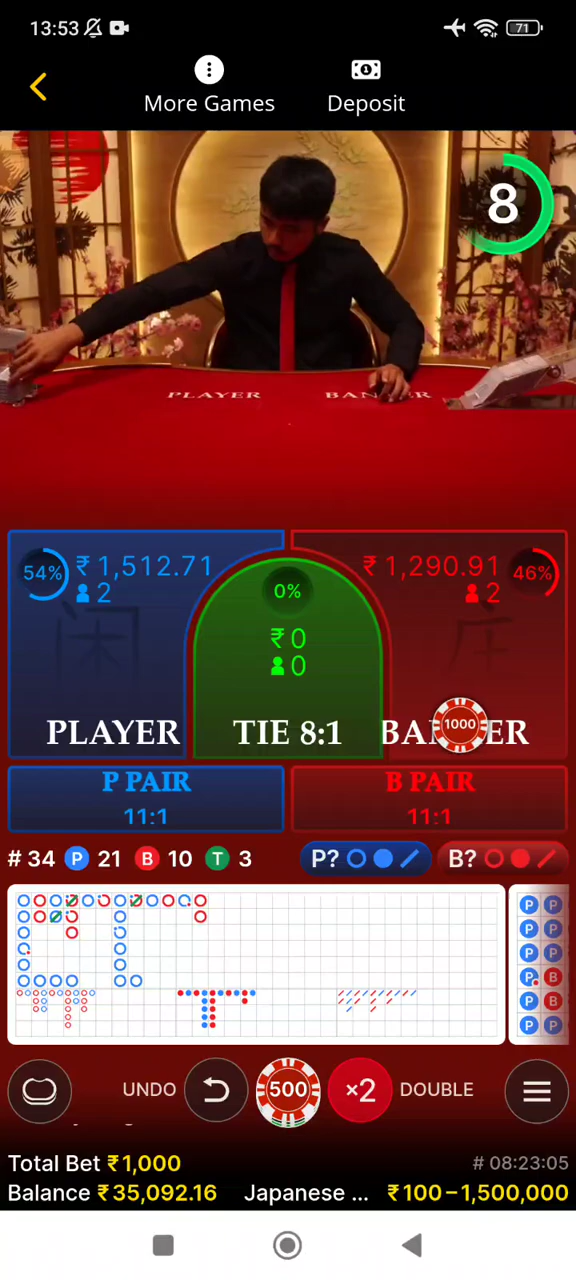 13:53
71
More Games
Deposit
8
PLAYER
54%
₹ 1,512.71
2
0%
₹ 0
0
₹ 1,290.91
46%
2
闲
庄
PLAYER
TIE 8:1
1000
P PAIR
11:1
B PAIR
11:1
# 34 P 21 B 10 T 3
P?
B?
P P
P P
P P
P B
P B
P P
UNDO
500
×2
DOUBLE
Total Bet ₹1,000
# 08:23:05
Balance ₹35,092.16
Japanese ...
₹100–1,500,000